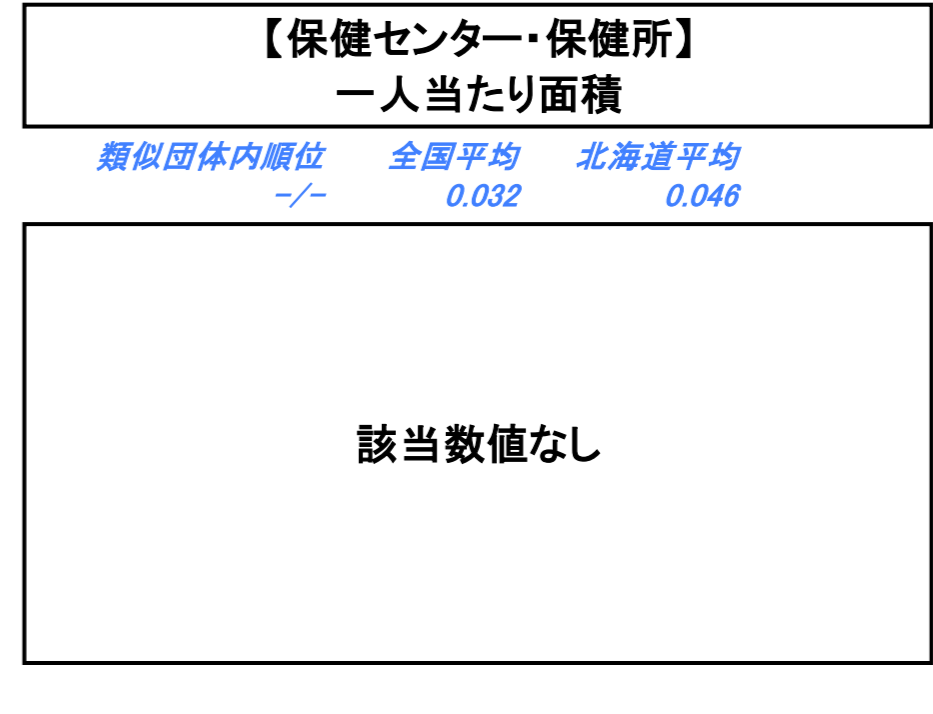 【保健センター・保健所】
一人当たり面積
類似団体内順位 全国平均 北海道平均
-/- 0.032 0.046
該当数値なし